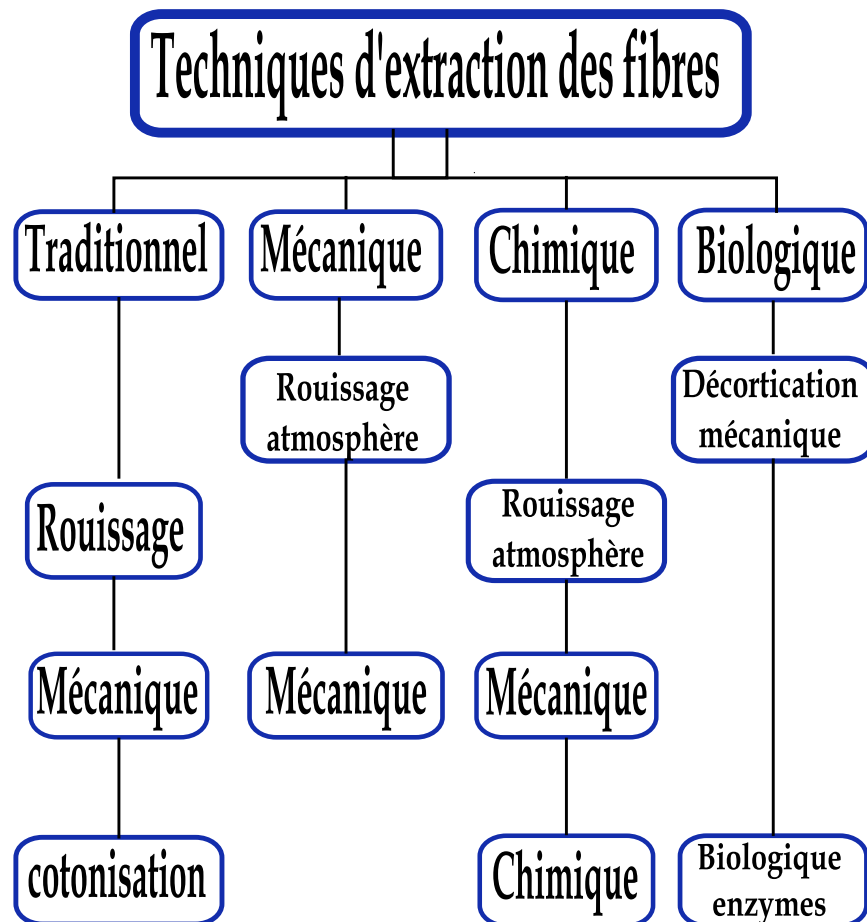 Techniques d'extraction des fibres
Traditionnel
Mécanique
Chimique
Biologique
Rouissage
atmosphère
Décortication
mécanique
Rouissage
Rouissage
atmosphère
Mécanique
Mécanique
Mécanique
cotonisation
Chimique
Biologique
enzymes